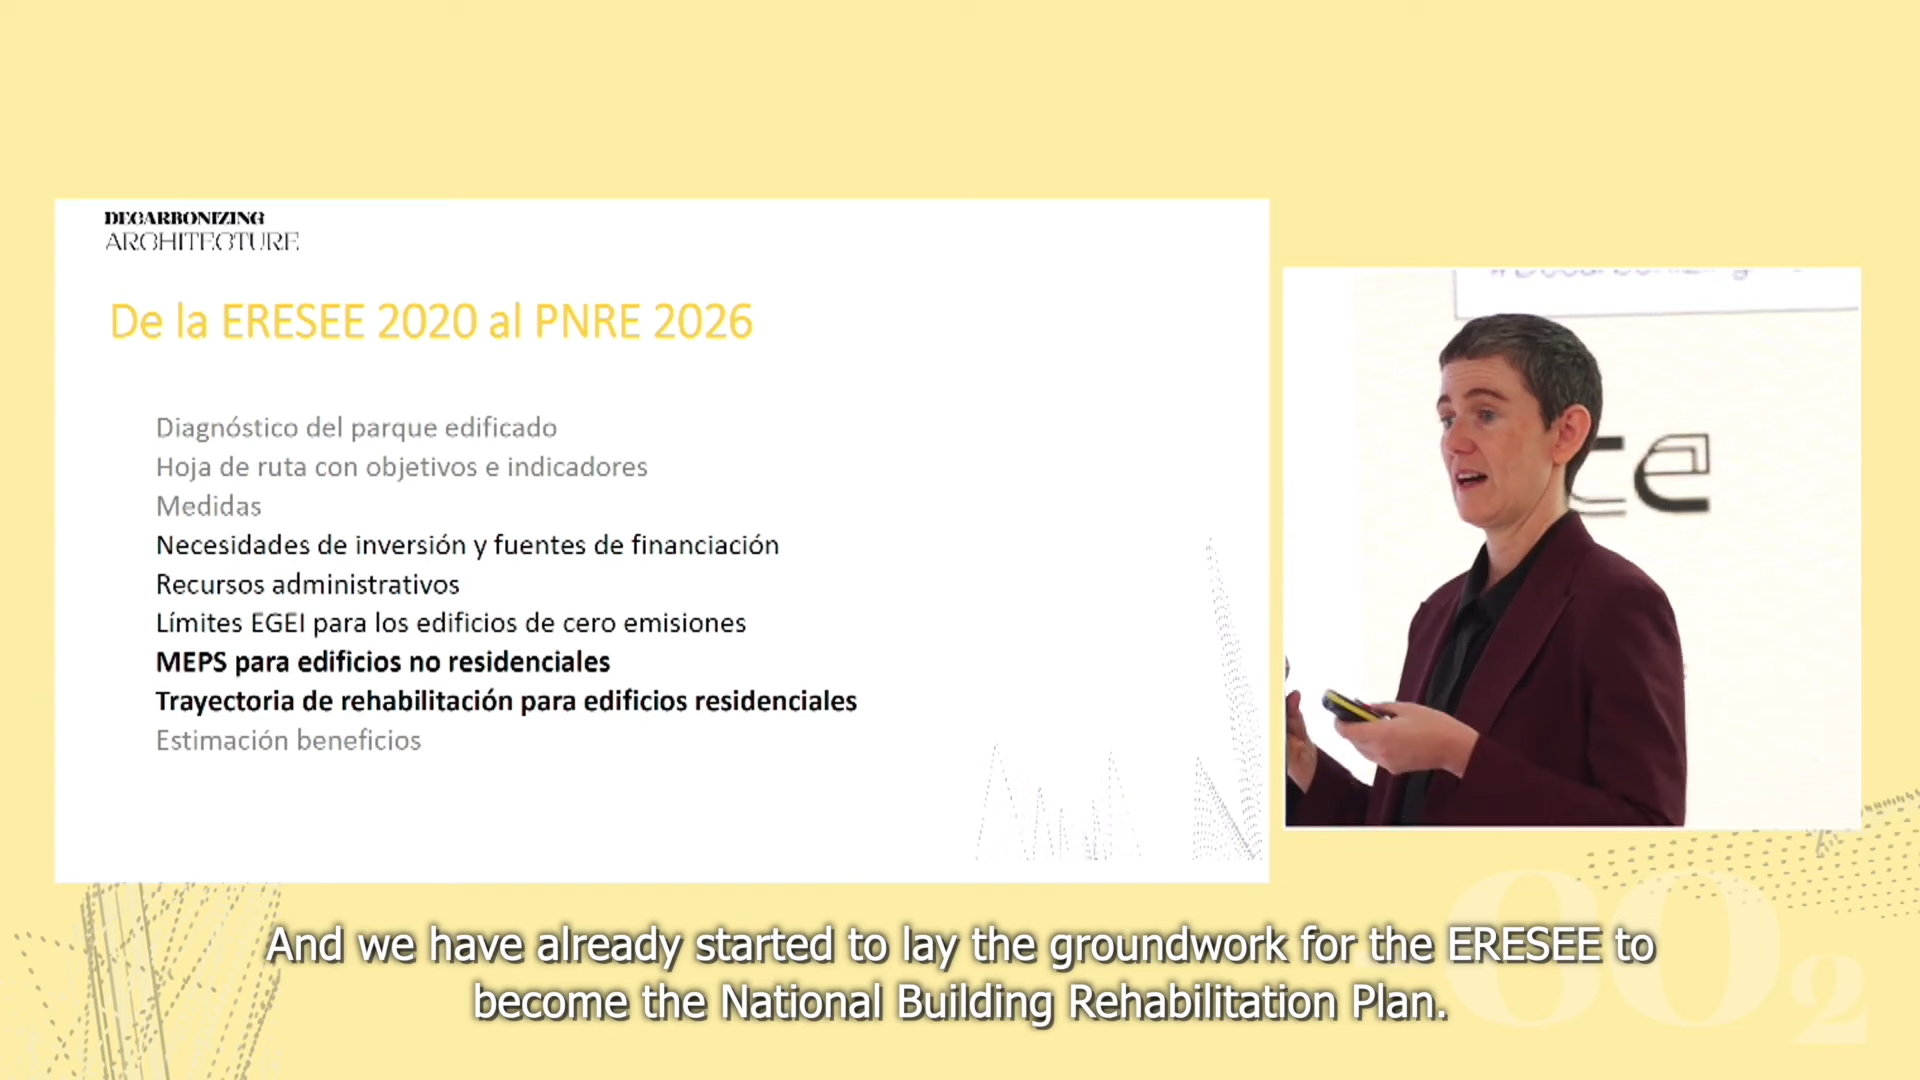 DECARBONIZING
ARCHITECTURE
De la ERESEE 2020 al PNRE 2026
Diagnóstico del parque edificado
Hoja de ruta con objetivos e indicadores
Medidas
Necesidades de inversión y fuentes de financiación
Recursos administrativos
Límites EGEI para los edificios de cero emisiones
MEPS para edificios no residenciales
Trayectoria de rehabilitación para edificios residenciales
Estimación beneficios
And we have already started to lay the groundwork for the ERESEE to
become the National Building Rehabilitation Plan.